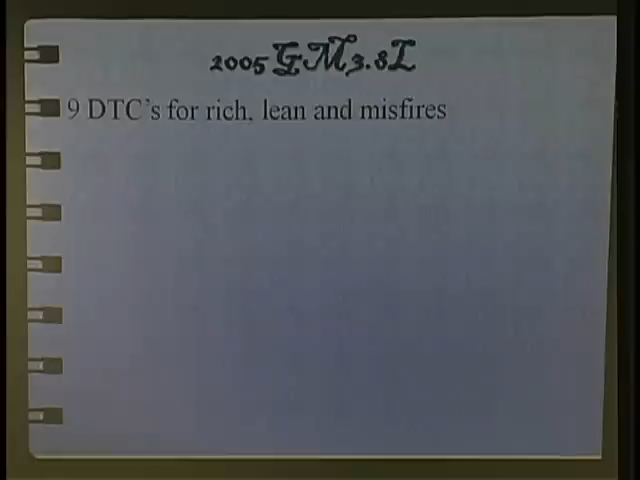 2005 GM 3.8L
9 DTC's for rich, lean and misfires